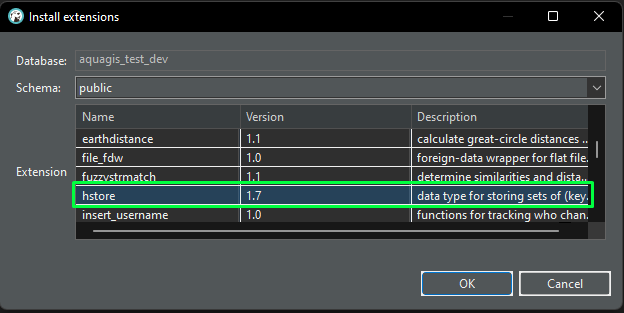 Install extensions
Database: aquagis_test_dev
Schema: public
Name Version Description
earthdistance 1.1 calculate great-circle distances ...
file_fdw 1.0 foreign-data wrapper for flat file...
fuzzystrmatch 1.1 determine similarities and dista...
Extension
hstore 1.7 data type for storing sets of (key...
insert_username 1.0 functions for tracking who chan...
OK Cancel